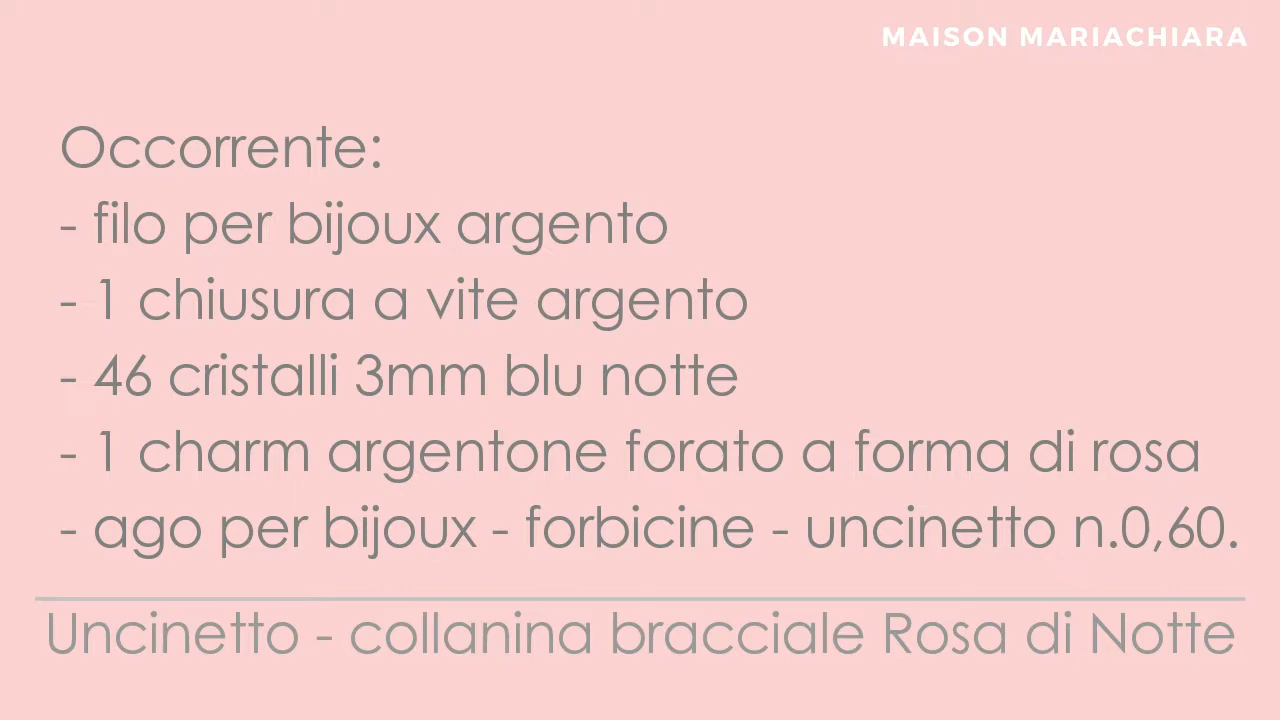 MAISON MARIACHIARA
Occorrente:
- filo per bijoux argento
- 1 chiusura a vite argento
- 46 cristalli 3mm blu notte
- 1 charm argentone forato a forma di rosa
- ago per bijoux - forbicine - uncinetto n.0,60.
Uncinetto - collanina bracciale Rosa di Notte